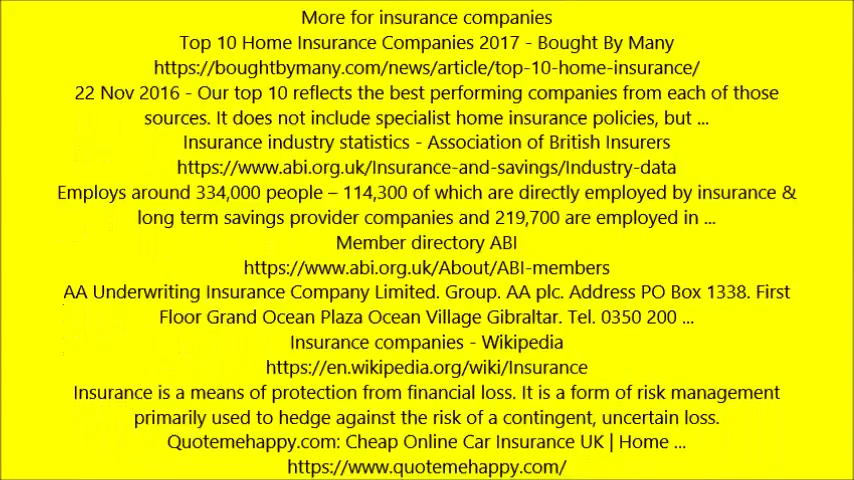 More for insurance companies
Top 10 Home Insurance Companies 2017 - Bought By Many
https://boughtbymany.com/news/article/top-10-home-insurance/
22 Nov 2016 - Our top 10 reflects the best performing companies from each of those
sources. It does not include specialist home insurance policies, but ...
Insurance industry statistics - Association of British Insurers
https://www.abi.org.uk/Insurance-and-savings/Industry-data
Employs around 334,000 people – 114,300 of which are directly employed by insurance &
long term savings provider companies and 219,700 are employed in ...
Member directory ABI
https://www.abi.org.uk/About/ABI-members
AA Underwriting Insurance Company Limited. Group. AA plc. Address PO Box 1338. First
Floor Grand Ocean Plaza Ocean Village Gibraltar. Tel. 0350 200 ...
Insurance companies - Wikipedia
https://en.wikipedia.org/wiki/Insurance
Insurance is a means of protection from financial loss. It is a form of risk management
primarily used to hedge against the risk of a contingent, uncertain loss.
Quotemehappy.com: Cheap Online Car Insurance UK | Home ...
https://www.quotemehappy.com/